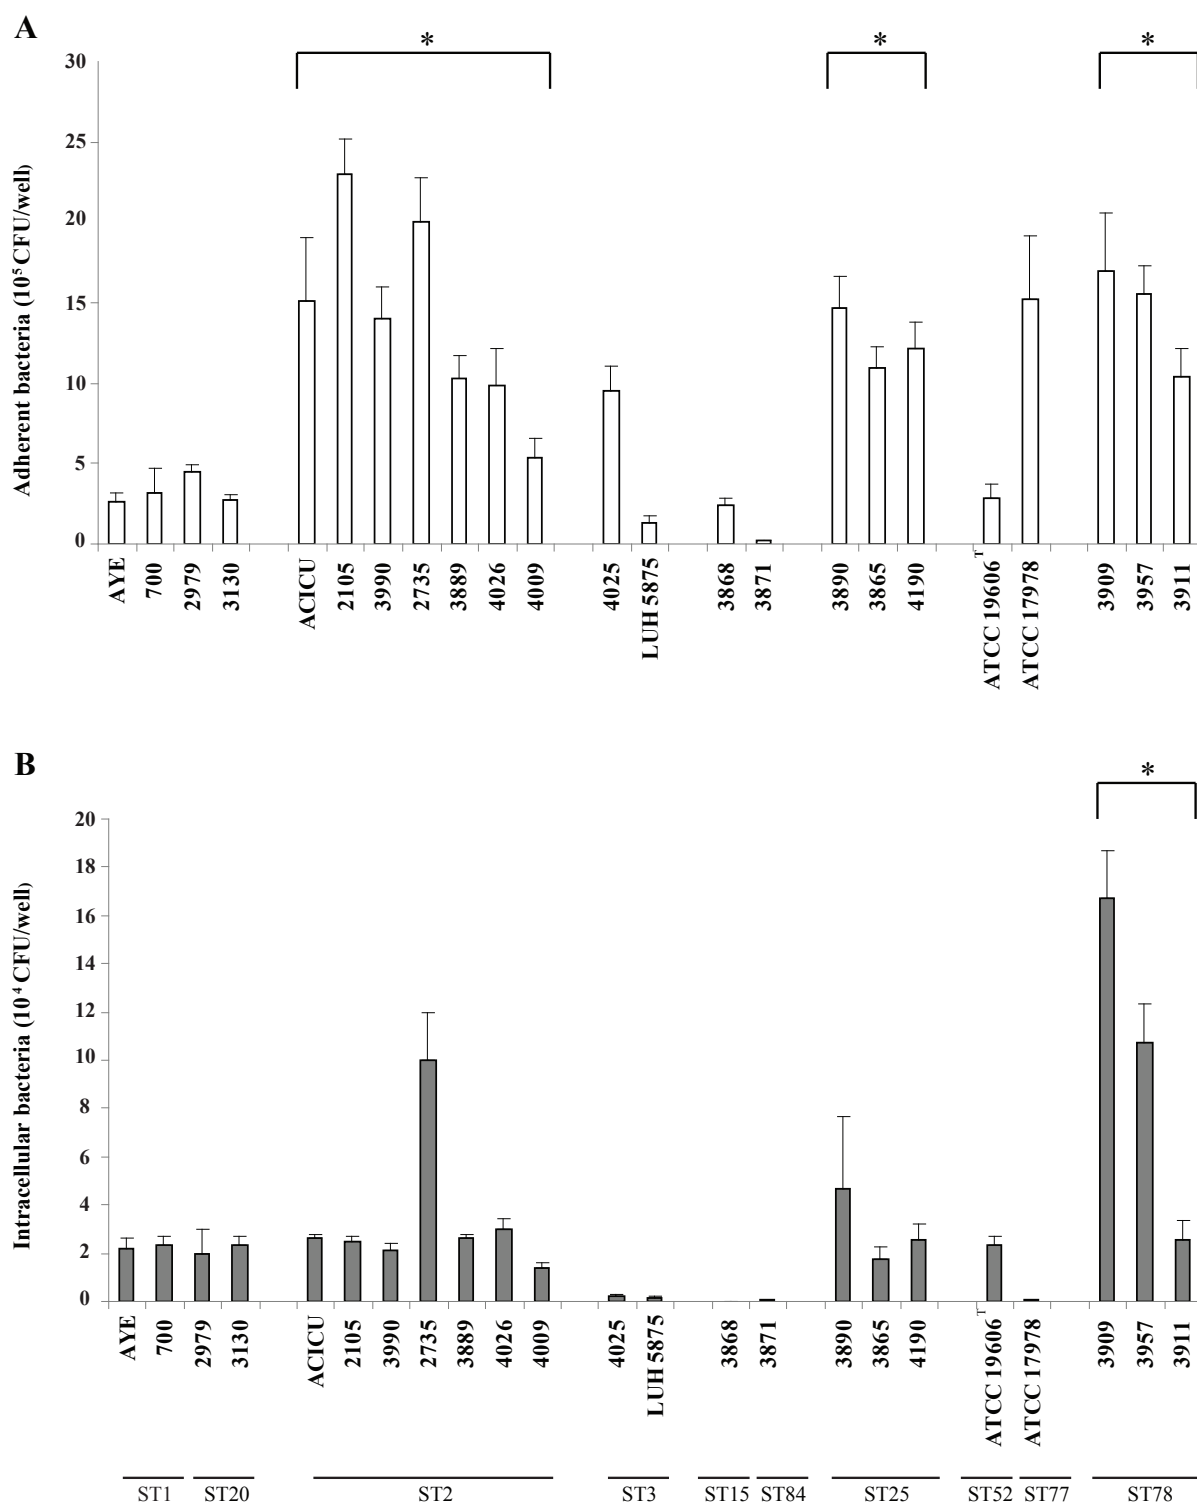 A
* * *
Adherent bacteria (10⁵ CFU/well)
30
25
20
15
10
5
0
AYE 700 2979 3130 ACICU 2105 3990 2735 3889 4026 4009 4025 LUH 5875 3868 3871 3890 3865 4190 ATCC 19606ᵀ ATCC 17978 3909 3957 3911
B
*
Intracellular bacteria (10⁴ CFU/well)
20
18
16
14
12
10
8
6
4
2
0
AYE 700 2979 3130 ACICU 2105 3990 2735 3889 4026 4009 4025 LUH 5875 3868 3871 3890 3865 4190 ATCC 19606ᵀ ATCC 17978 3909 3957 3911
ST1 ST20 ST2 ST3 ST15 ST84 ST25 ST52 ST77 ST78